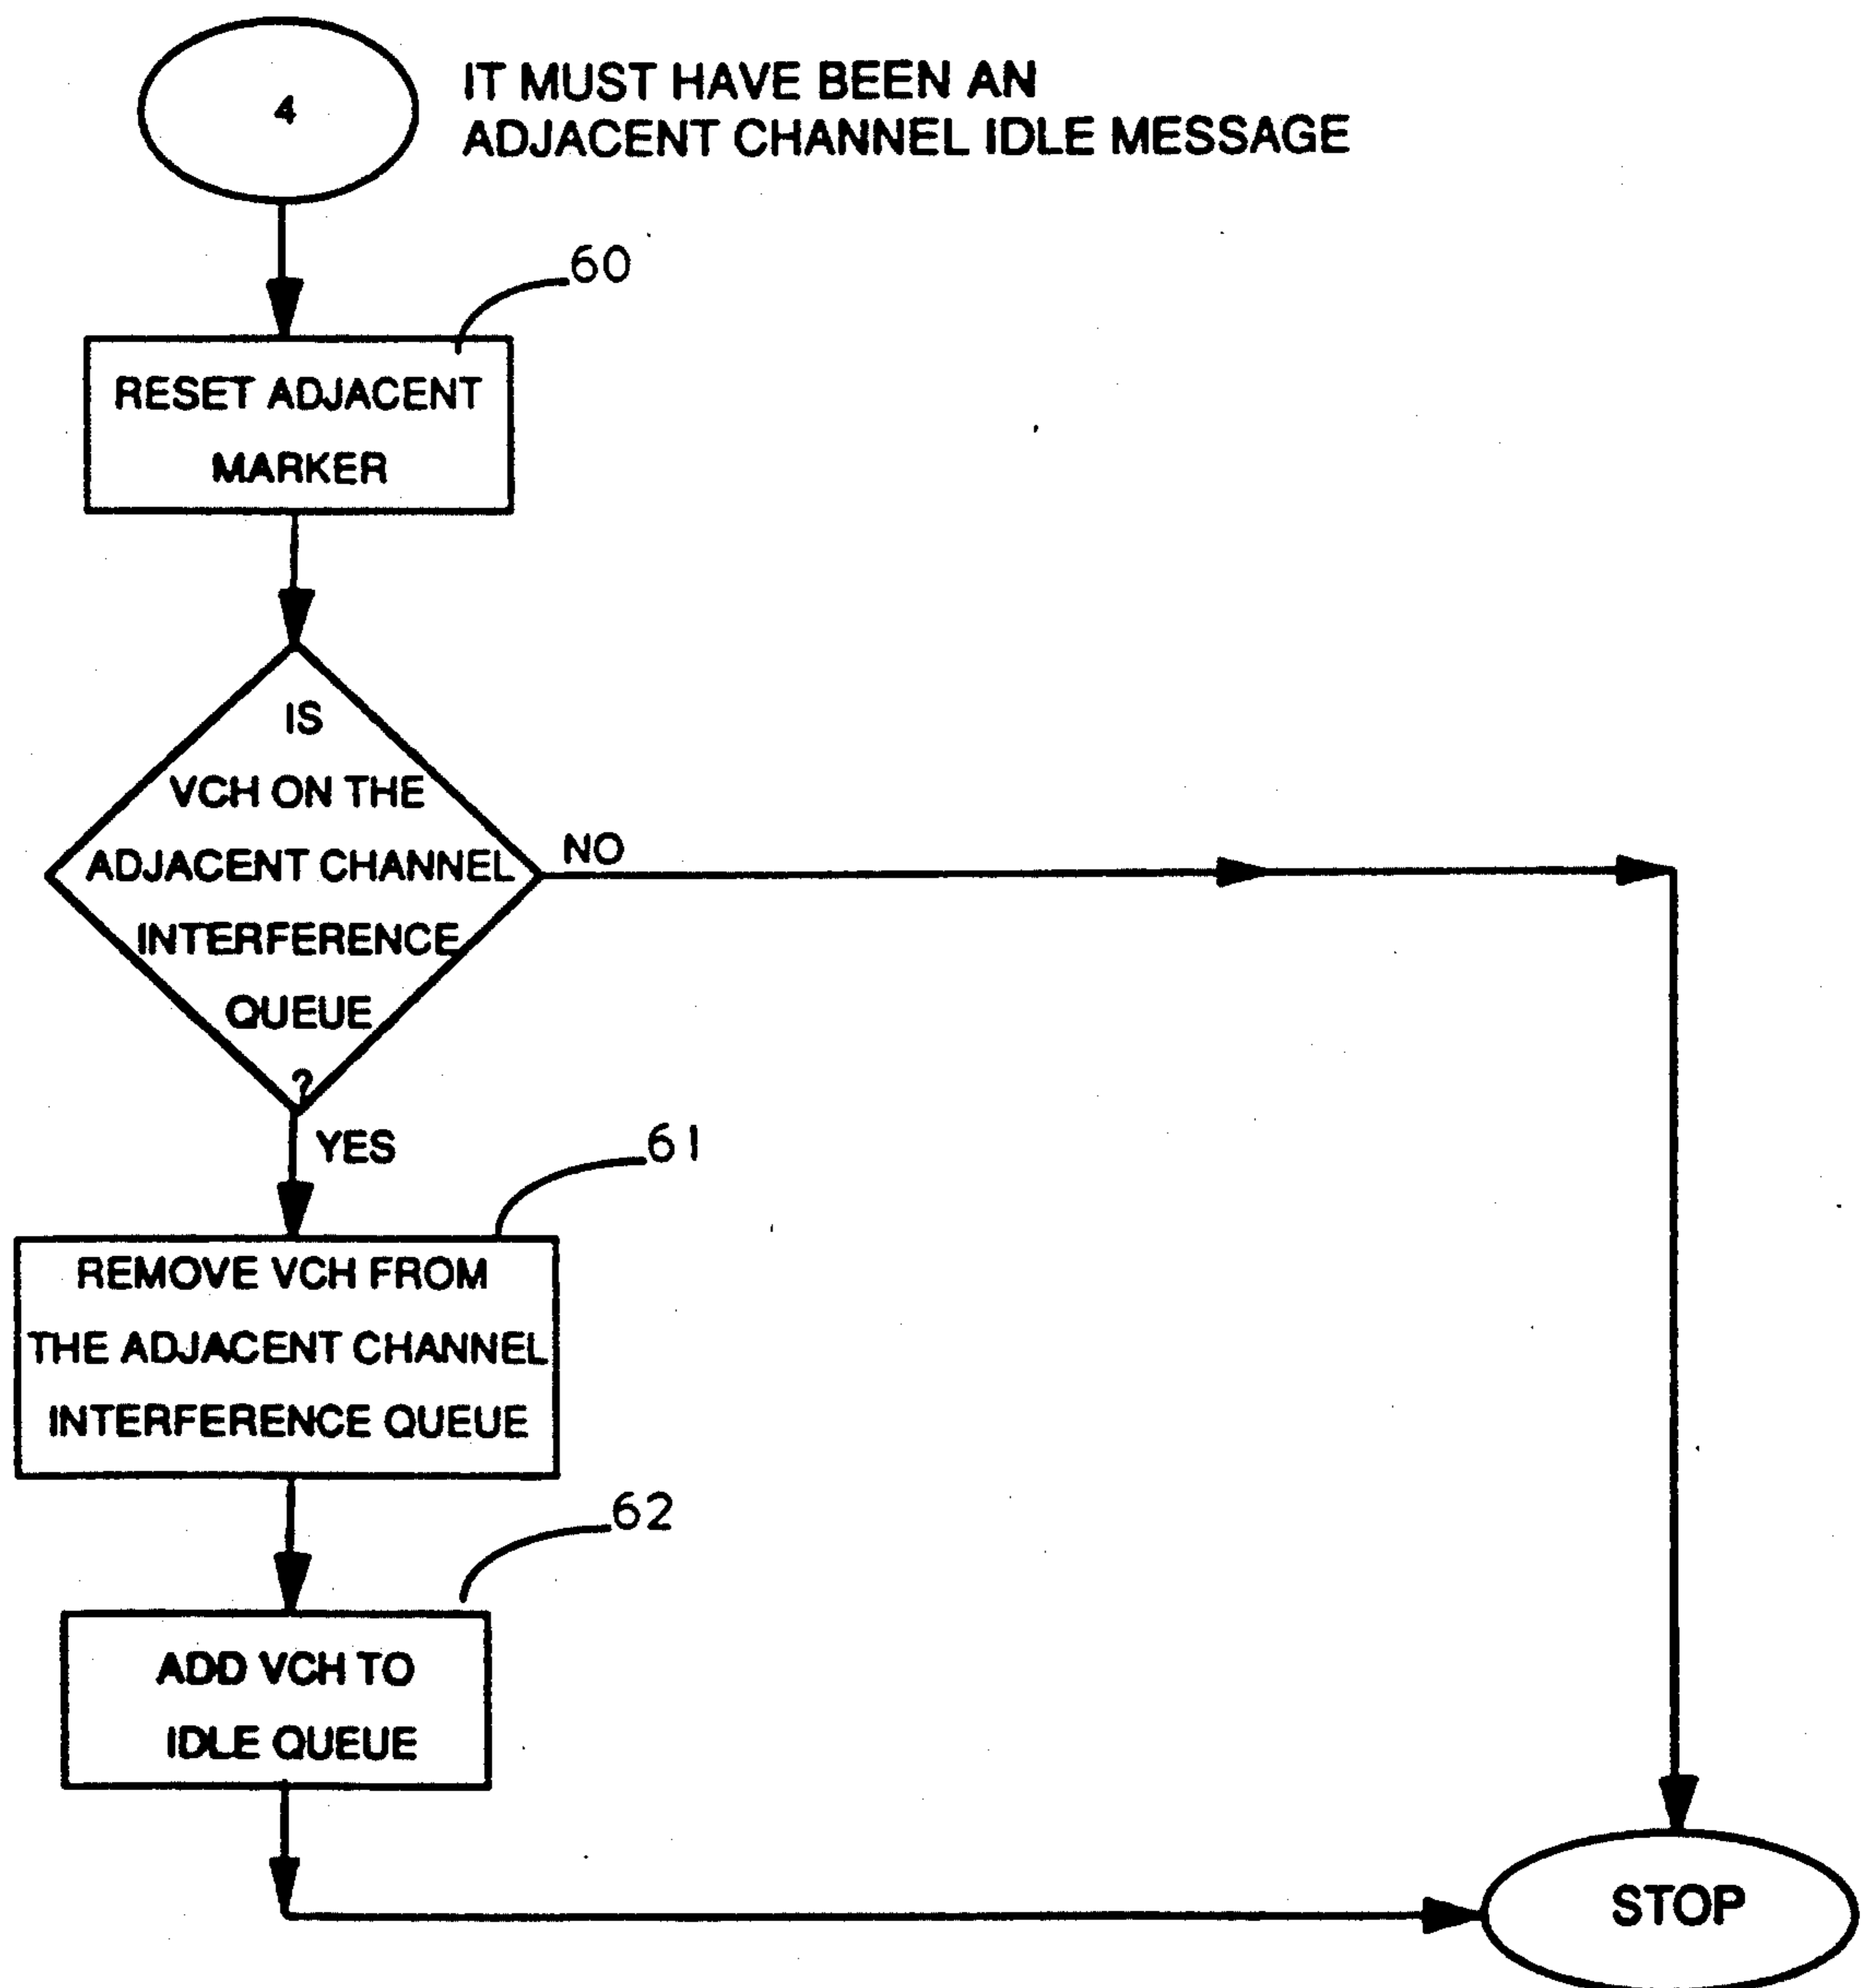 4
IT MUST HAVE BEEN AN
ADJACENT CHANNEL IDLE MESSAGE
60
RESET ADJACENT
MARKER
IS
VCH ON THE
ADJACENT CHANNEL
INTERFERENCE
QUEUE
?
NO
YES
61
REMOVE VCH FROM
THE ADJACENT CHANNEL
INTERFERENCE QUEUE
62
ADD VCH TO
IDLE QUEUE
STOP